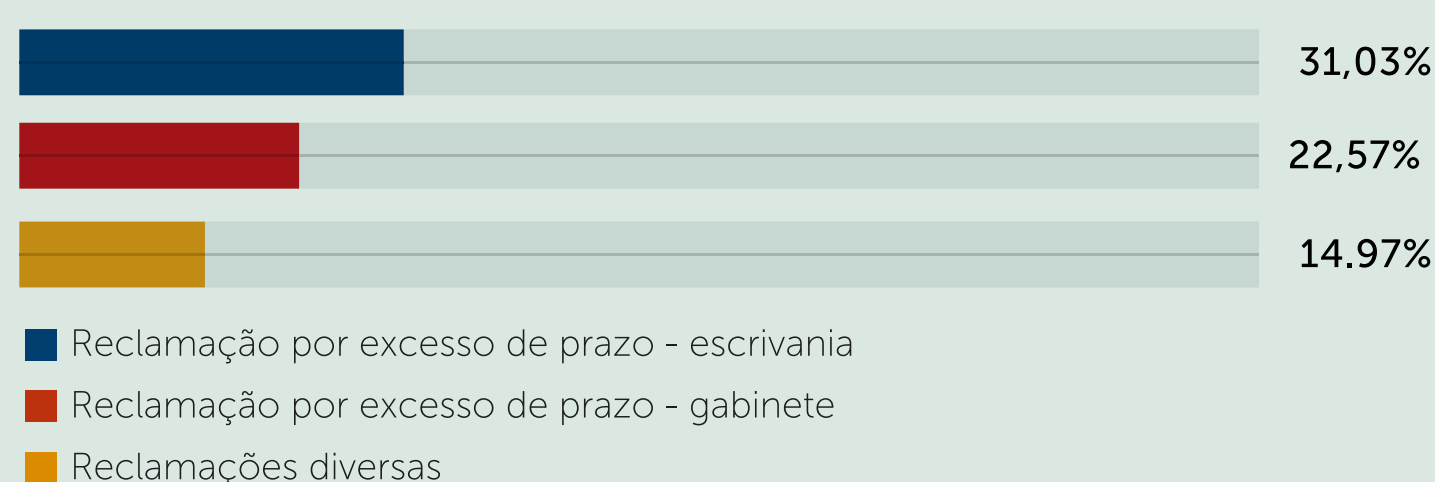 31,03%
22,57%
14.97%
Reclamação por excesso de prazo - escrivania
Reclamação por excesso de prazo - gabinete
Reclamações diversas